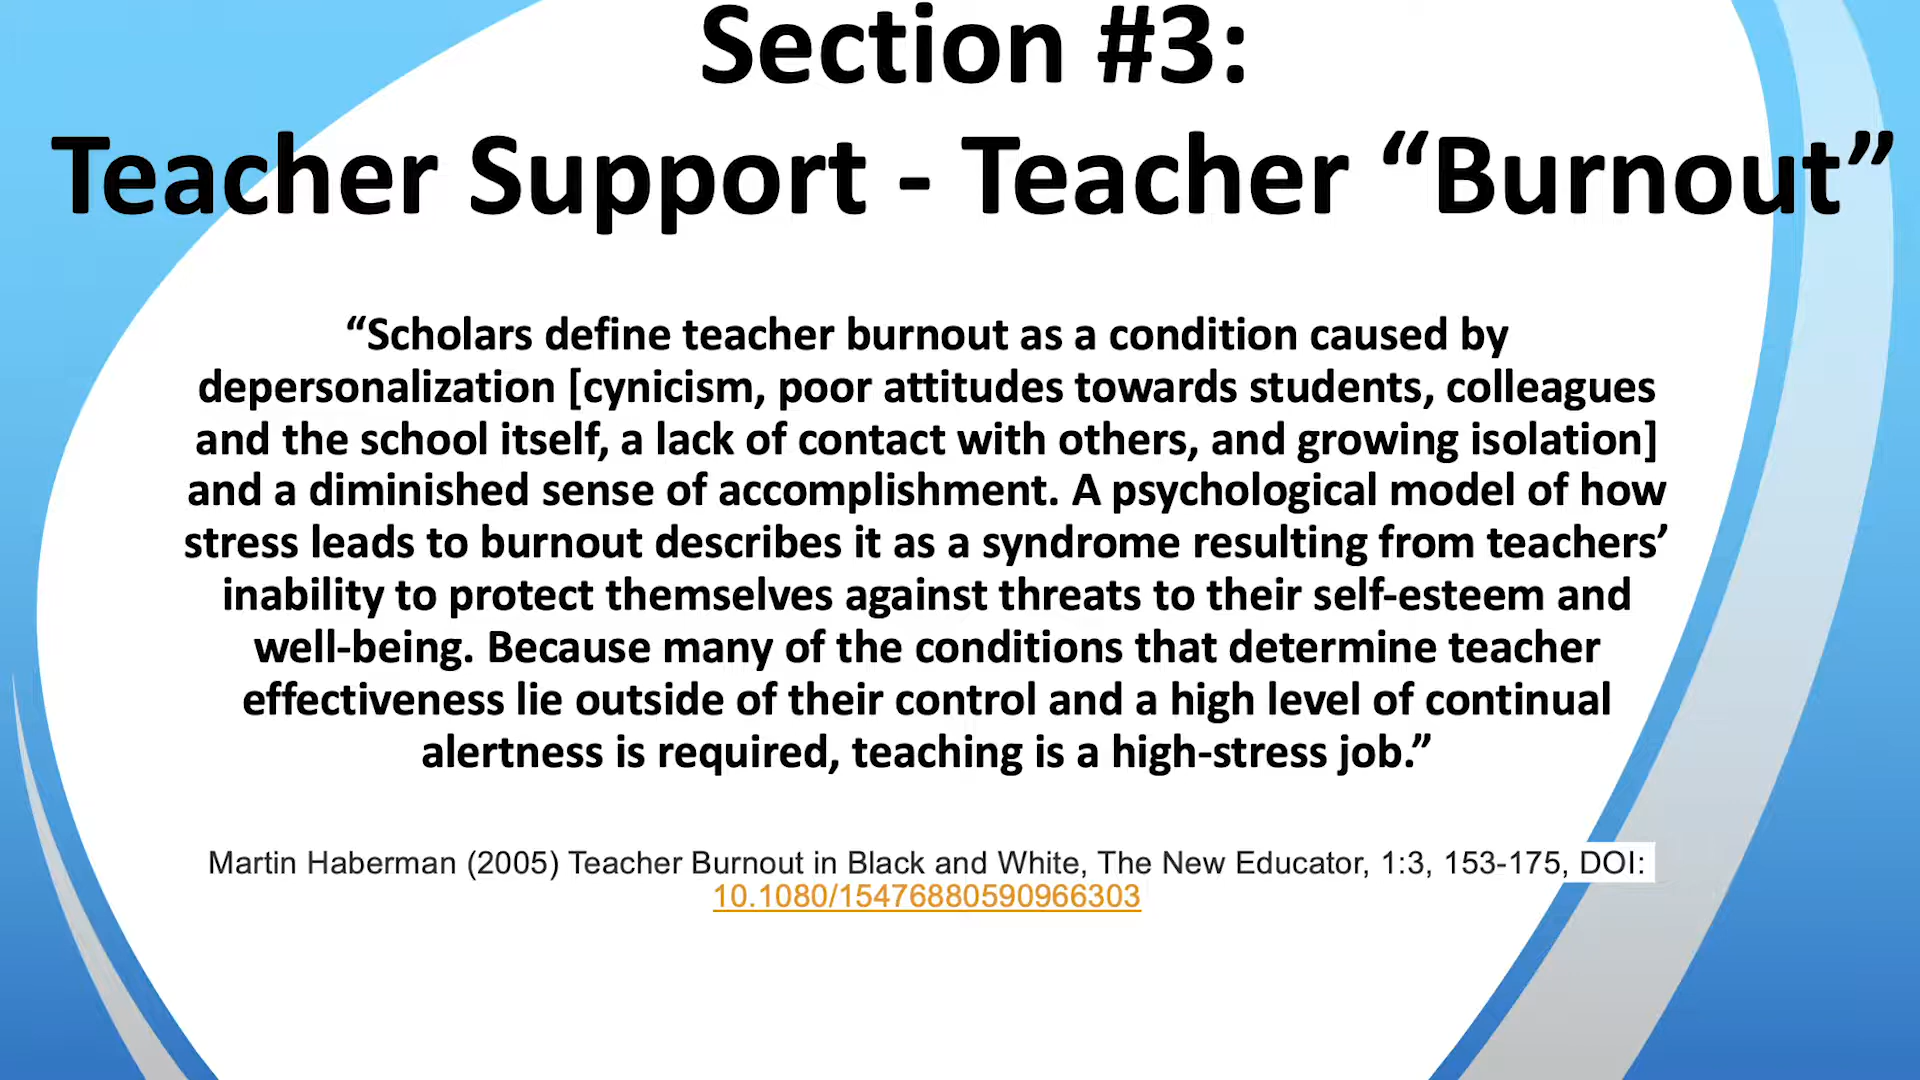 Section #3:
Teacher Support - Teacher “Burnout”
“Scholars define teacher burnout as a condition caused by
depersonalization [cynicism, poor attitudes towards students, colleagues
and the school itself, a lack of contact with others, and growing isolation]
and a diminished sense of accomplishment. A psychological model of how
stress leads to burnout describes it as a syndrome resulting from teachers’
inability to protect themselves against threats to their self-esteem and
well-being. Because many of the conditions that determine teacher
effectiveness lie outside of their control and a high level of continual
alertness is required, teaching is a high-stress job.”
Martin Haberman (2005) Teacher Burnout in Black and White, The New Educator, 1:3, 153-175, DOI:
10.1080/15476880590966303